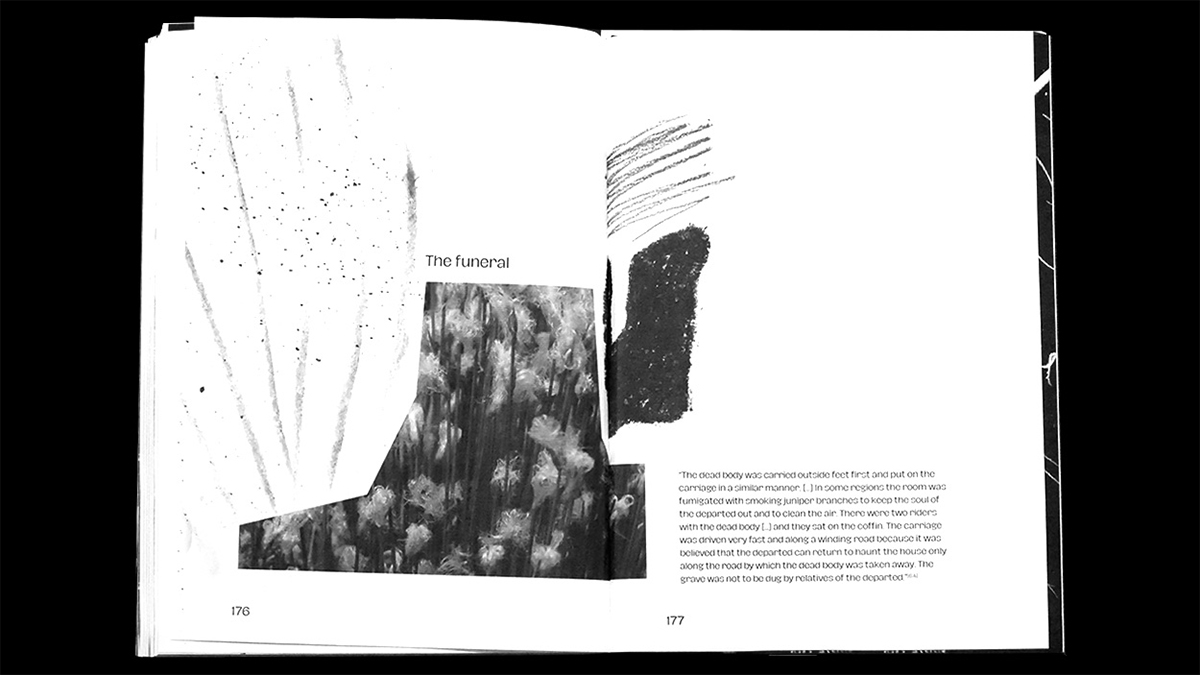 The funeral
"The dead body was carried outside feet first and put on the
carriage in a similar manner. [...] In some regions the room was
fumigated with smoking juniper branches to keep the soul of
the departed out and to clean the air. There were two riders
with the dead body [...] and they sat on the coffin. The carriage
was driven very fast and along a winding road because it was
believed that the departed can return to haunt the house only
along the road by which the dead body was taken away. The
grave was not to be dug by relatives of the departed."
176
177